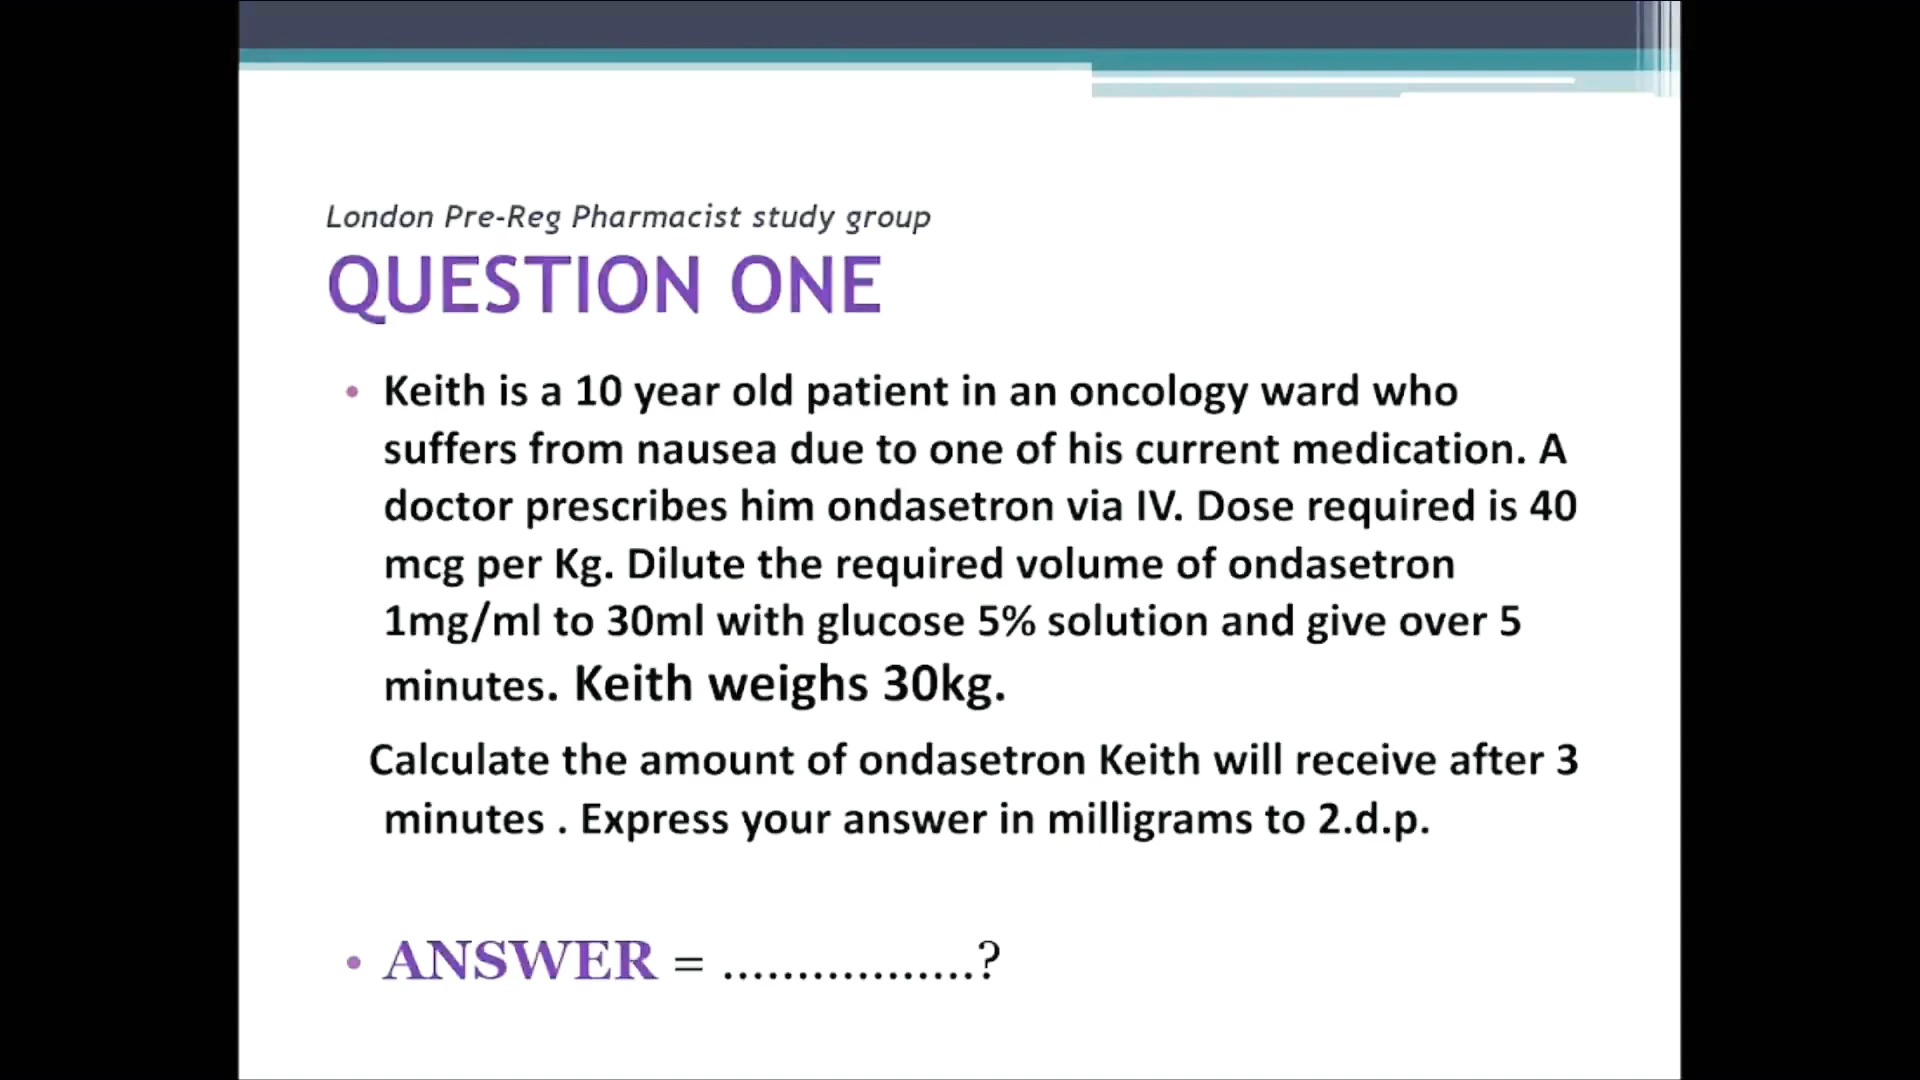 London Pre-Reg Pharmacist study group
QUESTION ONE
• Keith is a 10 year old patient in an oncology ward who
suffers from nausea due to one of his current medication. A
doctor prescribes him ondasetron via IV. Dose required is 40
mcg per Kg. Dilute the required volume of ondasetron
1mg/ml to 30ml with glucose 5% solution and give over 5
minutes. Keith weighs 30kg.
Calculate the amount of ondasetron Keith will receive after 3
minutes . Express your answer in milligrams to 2.d.p.
• ANSWER = .................?